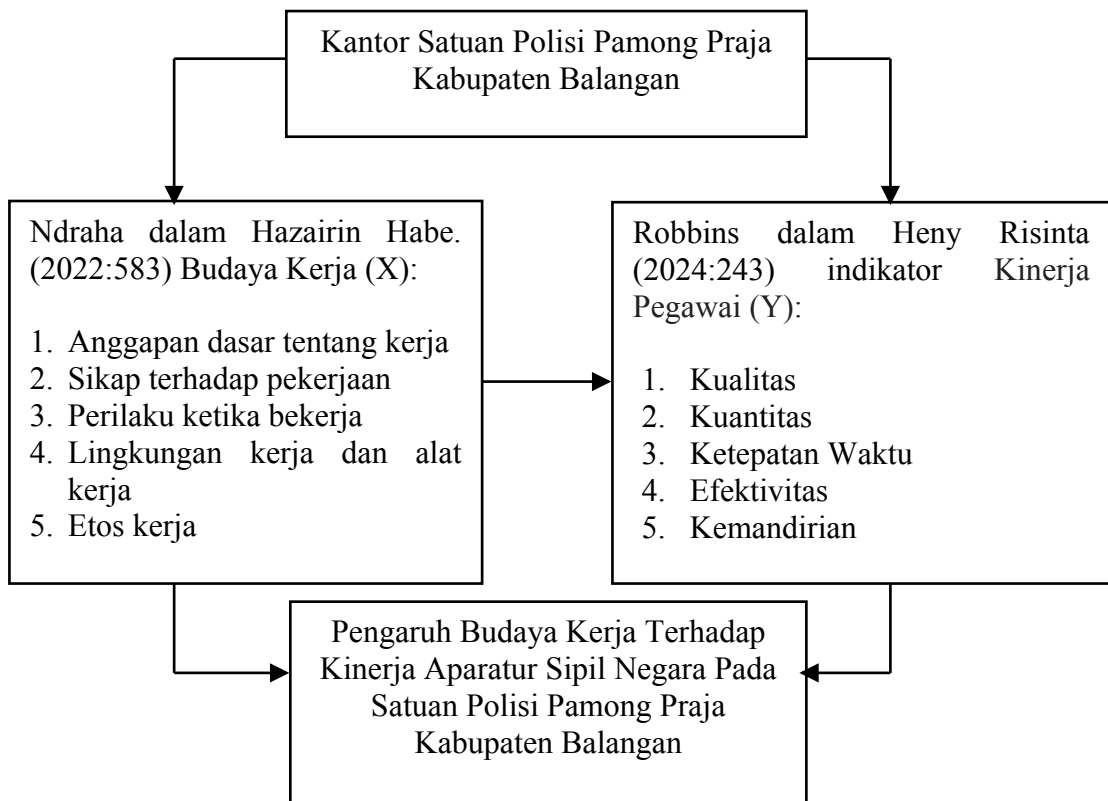 Kantor Satuan Polisi Pamong Praja
Kabupaten Balangan
Ndraha dalam Hazairin Habe.
(2022:583) Budaya Kerja (X):
1. Anggapan dasar tentang kerja
2. Sikap terhadap pekerjaan
3. Perilaku ketika bekerja
4. Lingkungan kerja dan alat
kerja
5. Etos kerja
Robbins dalam Heny Risinta
(2024:243) indikator Kinerja
Pegawai (Y):
1. Kualitas
2. Kuantitas
3. Ketepatan Waktu
4. Efektivitas
5. Kemandirian
Pengaruh Budaya Kerja Terhadap
Kinerja Aparatur Sipil Negara Pada
Satuan Polisi Pamong Praja
Kabupaten Balangan